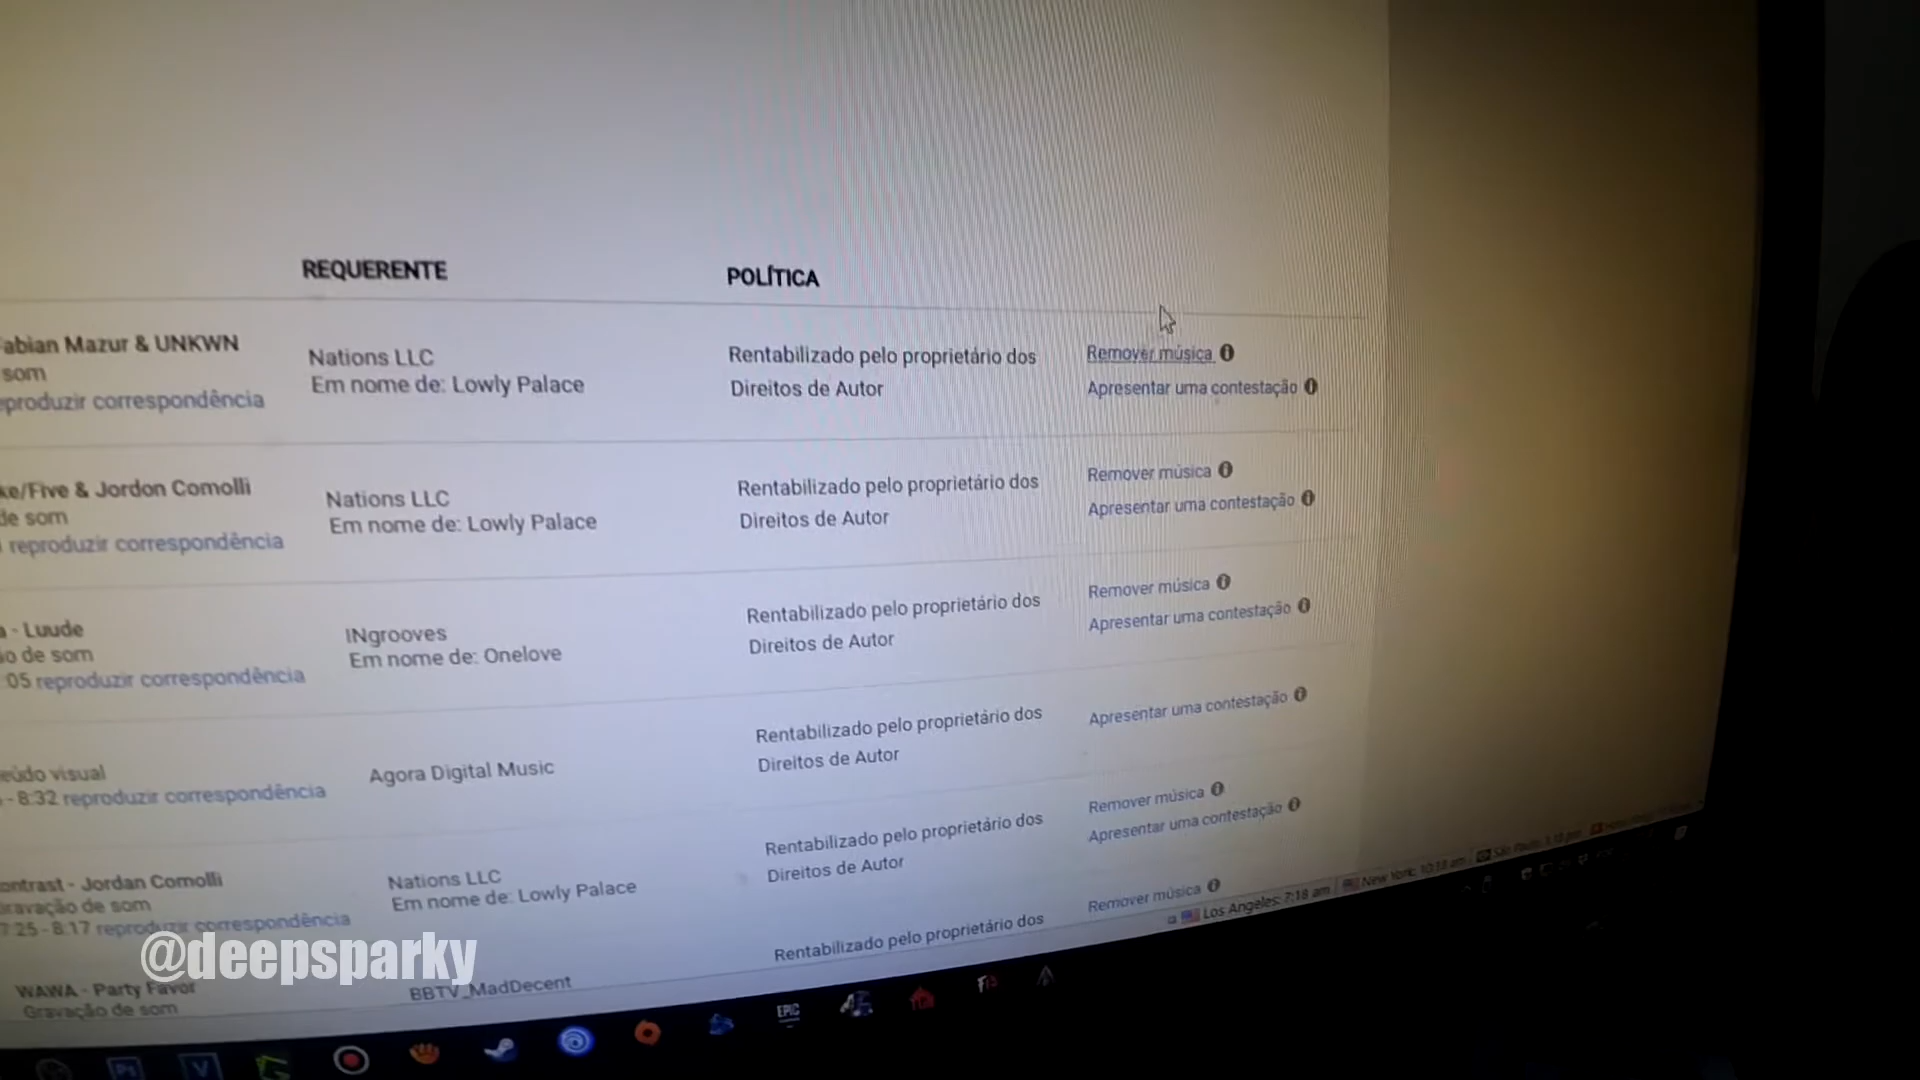 REQUERENTE
POLÍTICA
abian Mazur & UNKWN
som
produzir correspondência
Nations LLC
Em nome de: Lowly Palace
Rentabilizado pelo proprietário dos
Direitos de Autor
Remover música
Apresentar uma contestação
ke/Five & Jordon Comolli
de som
reproduzir correspondência
Nations LLC
Em nome de: Lowly Palace
Rentabilizado pelo proprietário dos
Direitos de Autor
Remover música
Apresentar uma contestação
a - Luude
ão de som
:05 reproduzir correspondência
INgrooves
Em nome de: Onelove
Rentabilizado pelo proprietário dos
Direitos de Autor
Remover música
Apresentar uma contestação
eúdo visual
- 8:32 reproduzir correspondência
Agora Digital Music
Rentabilizado pelo proprietário dos
Direitos de Autor
Apresentar uma contestação
ontrast - Jordan Comolli
Gravação de som
7:25 - 8:17 reproduzir correspondência
Nations LLC
Em nome de: Lowly Palace
Rentabilizado pelo proprietário dos
Direitos de Autor
Remover música
Apresentar uma contestação
WAWA - Party Favor
Gravação de som
BBTV_MadDecent
Rentabilizado pelo proprietário dos
Remover música
Los Angeles: 7:18 am
New York: 10:18 am
@deepsparky
Ps
V
EPIC